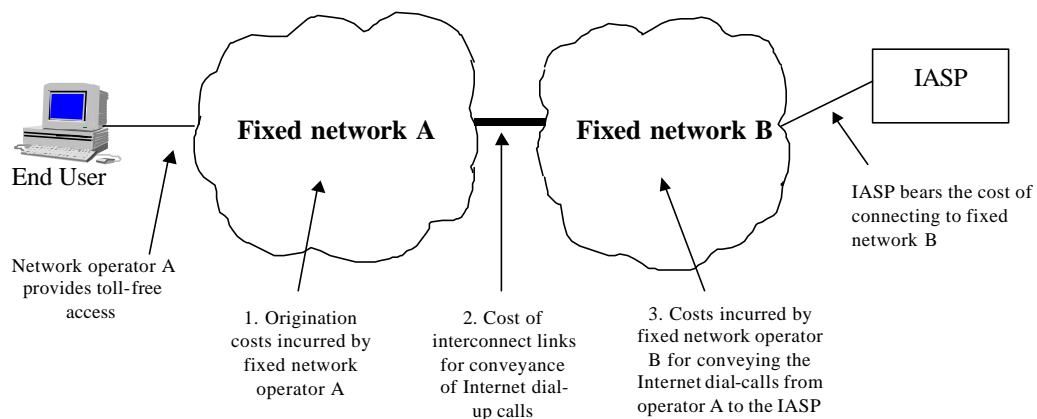 IASP
Fixed network A
Fixed network B
End User
IASP bears the cost of
connecting to fixed
network B
Network operator A
provides toll-free
access
1. Origination
costs incurred by
fixed network
operator A
2. Cost of
interconnect links
for conveyance
of Internet dial-
up calls
3. Costs incurred by
fixed network operator
B for conveying the
Internet dial-calls from
operator A to the IASP